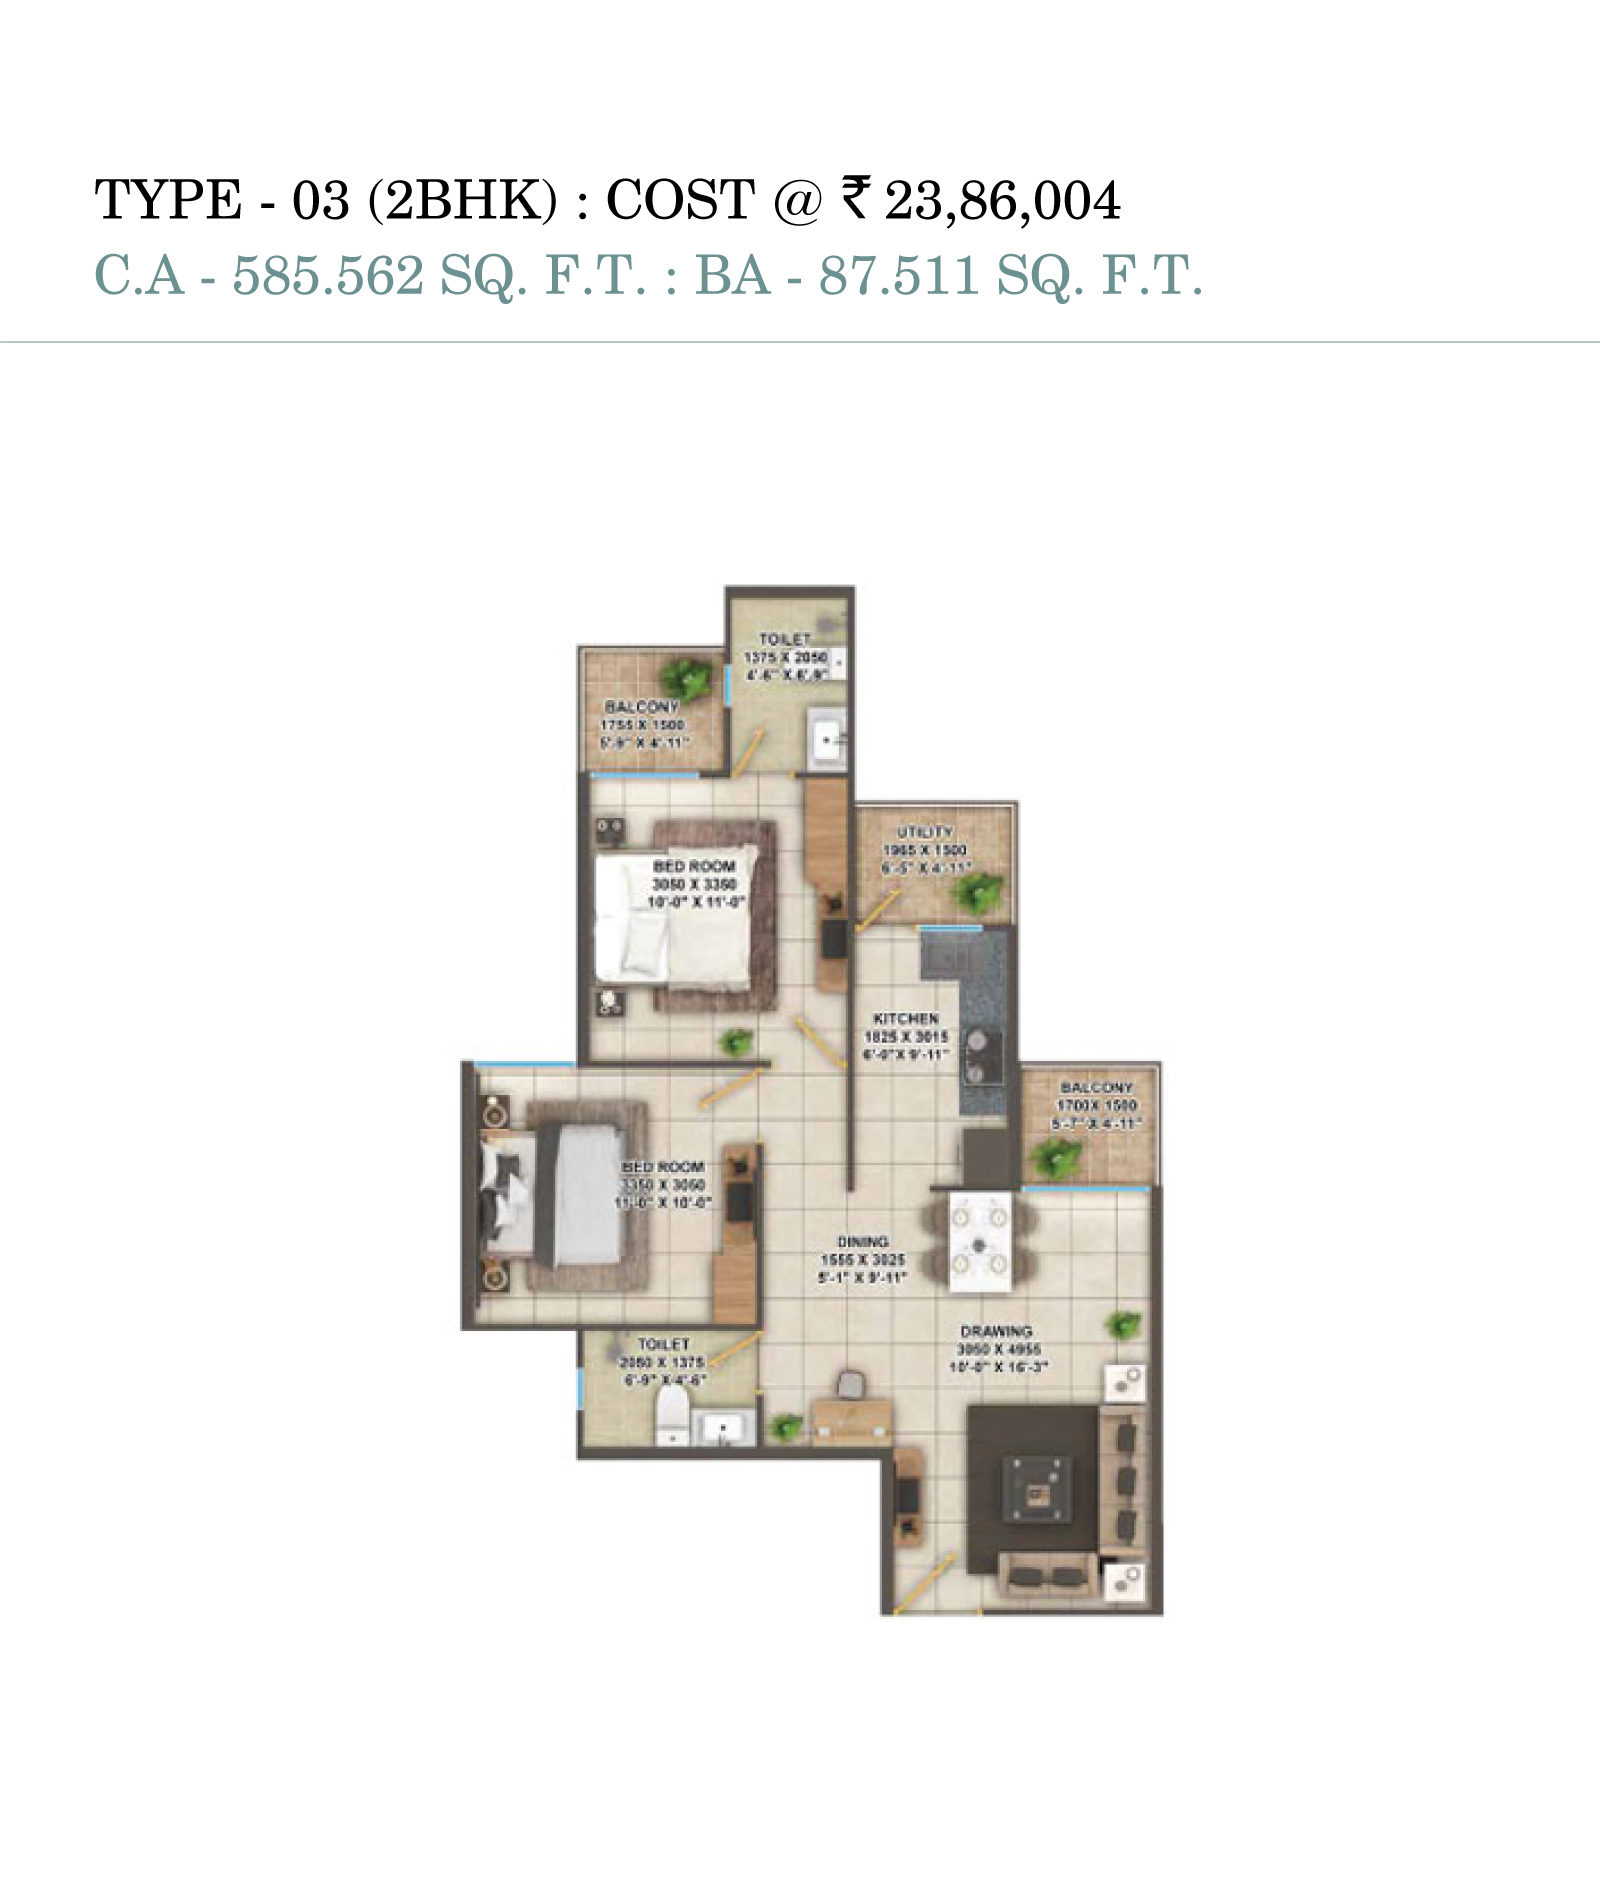 TYPE - 03 (2BHK) : COST @ ₹ 23,86,004
C.A - 585.562 SQ. F.T. : BA - 87.511 SQ. F.T.
TOILET
1375 X 2050
4'-6" X 6'-9"
BALCONY
1755 X 1500
5'-9" X 4'-11"
UTILITY
1965 X 1500
6'-5" X 4'-11"
BED ROOM
3050 X 3350
10'-0" X 11'-0"
KITCHEN
1825 X 3015
6'-0"X 9'-11"
BALCONY
1700X 1500
5'-7" X 4'-11"
BED ROOM
3350 X 3050
11'-0" X 10'-0"
DINING
1555 X 3025
5'-1" X 9'-11"
DRAWING
3050 X 4955
10'-0" X 16'-3"
TOILET
2050 X 1375
6'-9" X 4'-6"